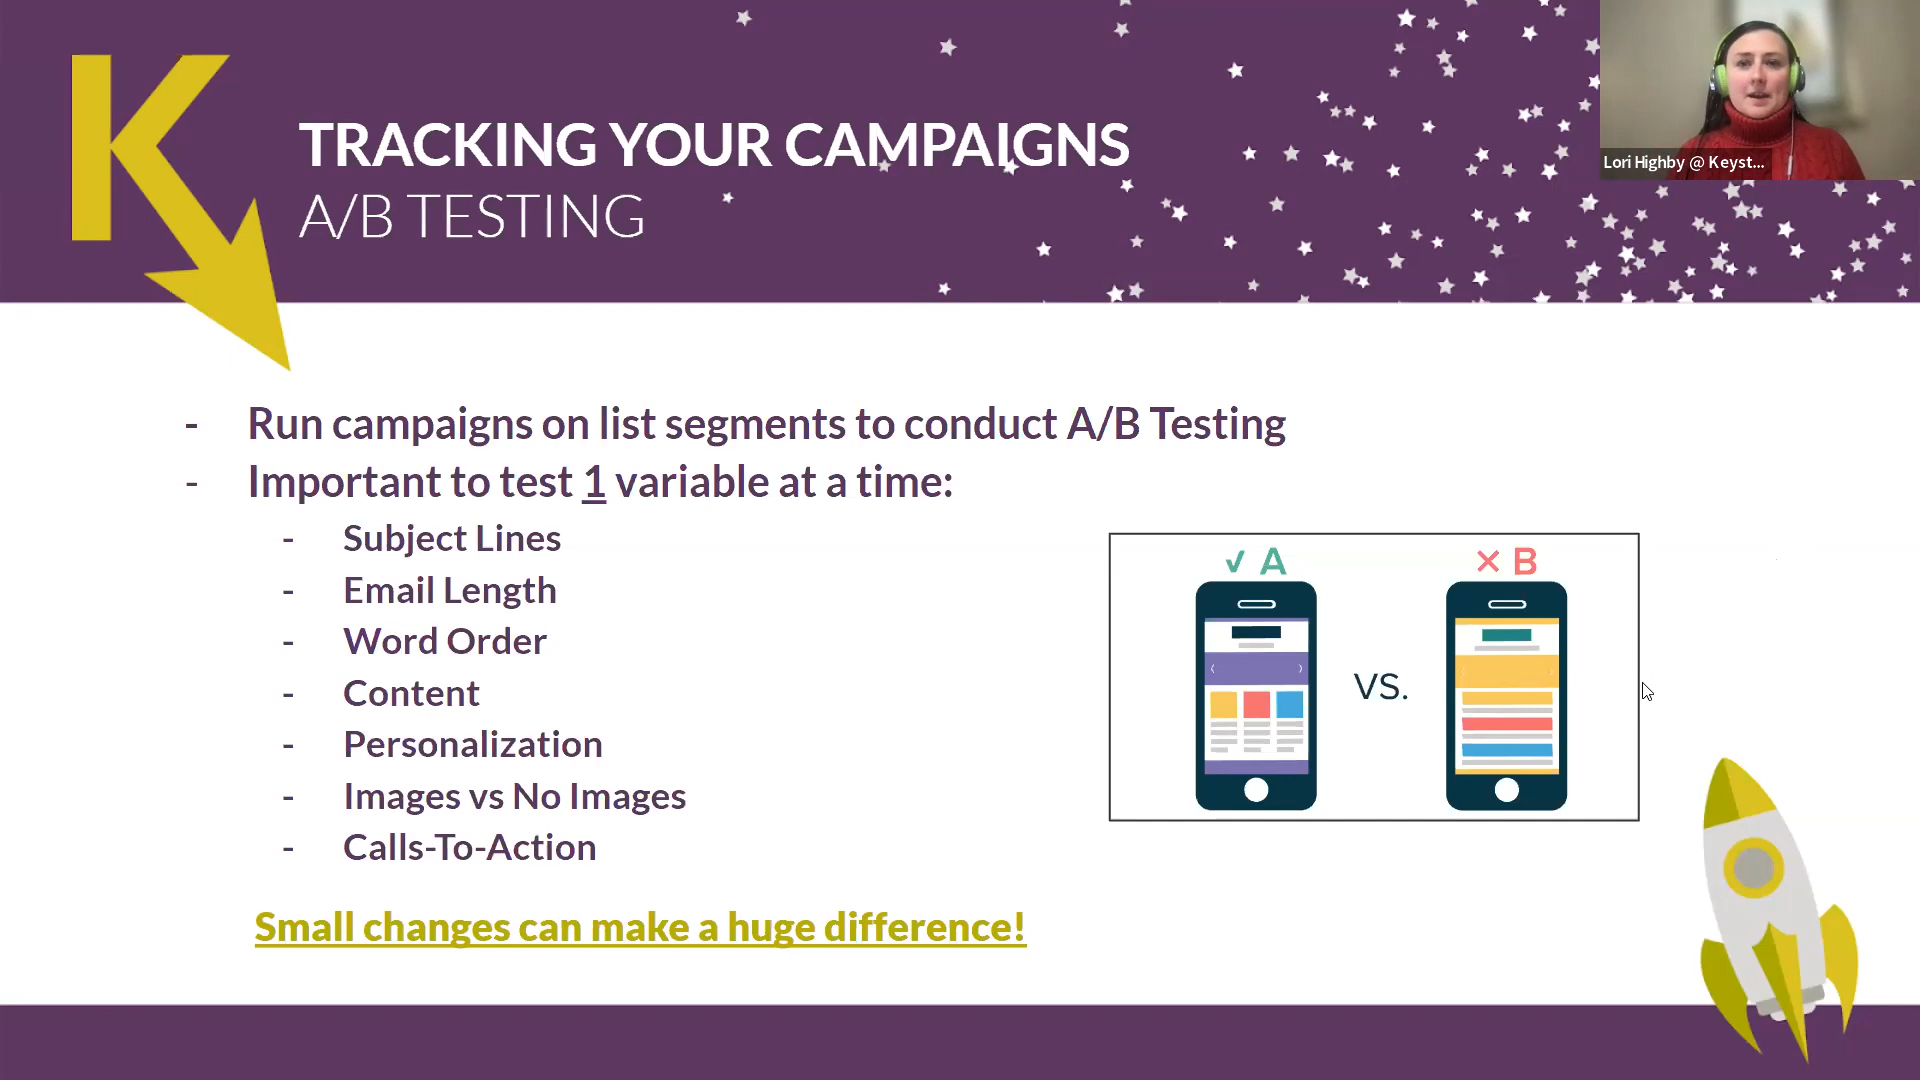 K
TRACKING YOUR CAMPAIGNS
A/B TESTING
Lori Highby @ Keyst...
- Run campaigns on list segments to conduct A/B Testing
- Important to test 1 variable at a time:
- Subject Lines
- Email Length
- Word Order
- Content
- Personalization
- Images vs No Images
- Calls-To-Action
Small changes can make a huge difference!
✓ A
✕ B
VS.